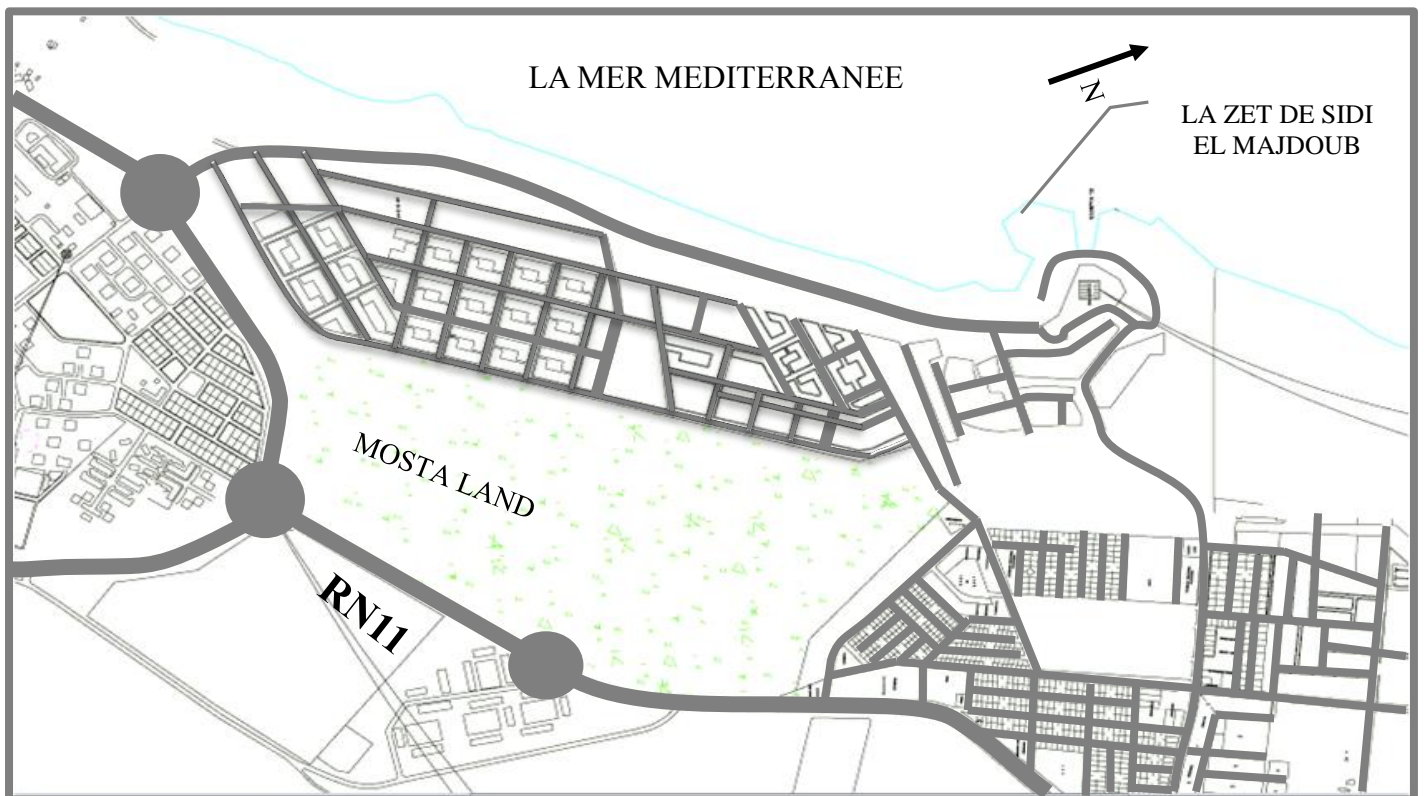 LA MER MEDITERRANEE
N
LA ZET DE SIDI
EL MAJDOUB
MOSTA LAND
RN11